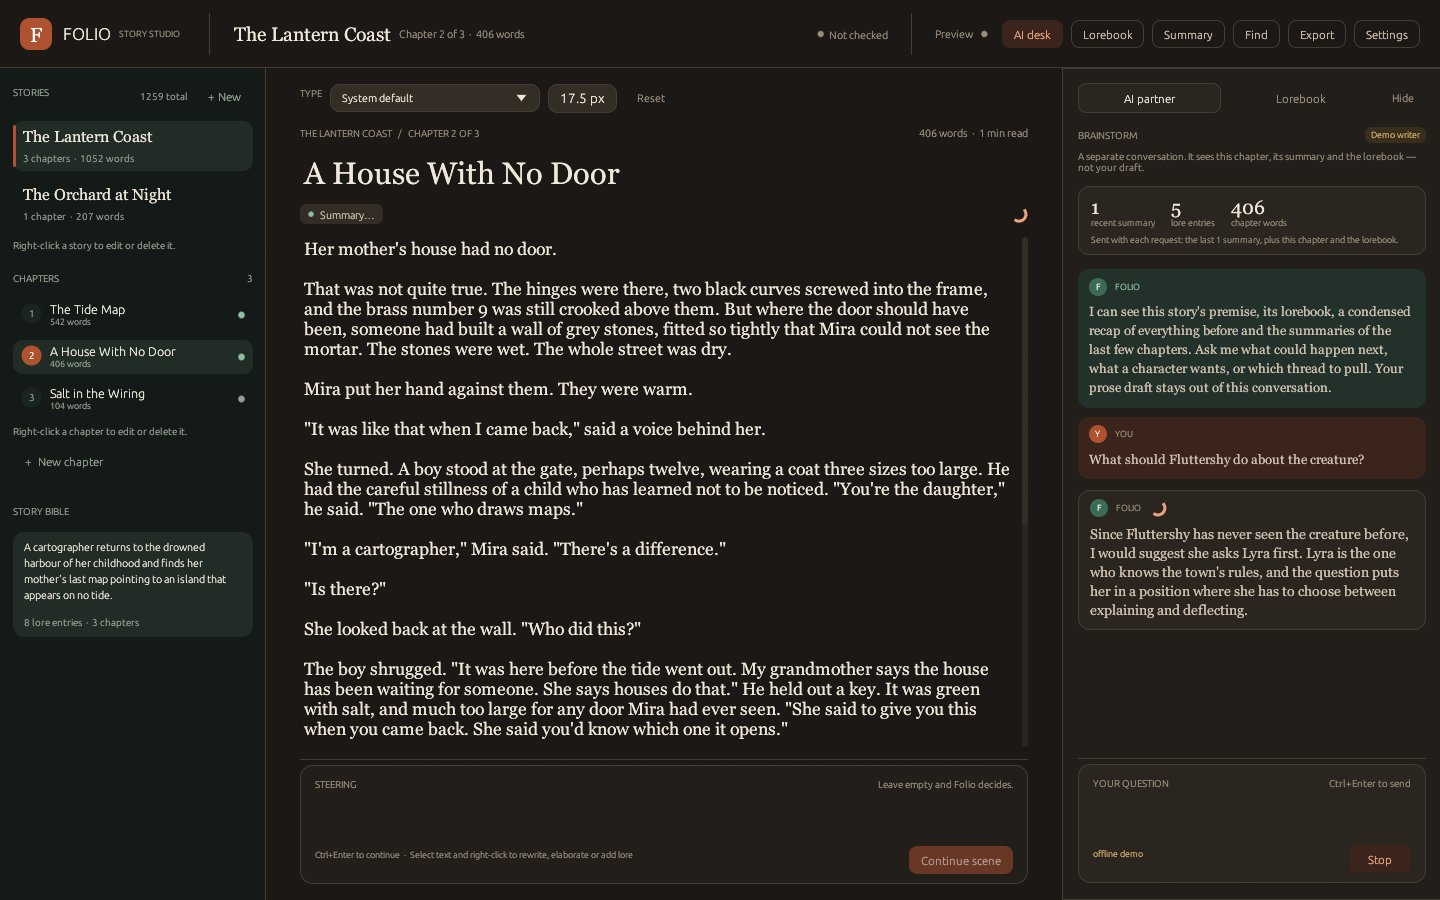 F FOLIO STORY STUDIO
The Lantern Coast Chapter 2 of 3 · 406 words
Not checked
Preview
AI desk
Lorebook
Summary
Find
Export
Settings
STORIES
1259 total
+ New
The Lantern Coast
3 chapters · 1052 words
The Orchard at Night
1 chapter · 207 words
Right-click a story to edit or delete it.
CHAPTERS 3
1 The Tide Map
542 words
2 A House With No Door
406 words
3 Salt in the Wiring
104 words
Right-click a chapter to edit or delete it.
+ New chapter
STORY BIBLE
A cartographer returns to the drowned
harbour of her childhood and finds her
mother's last map pointing to an island that
appears on no tide.
8 lore entries · 3 chapters
TYPE
System default
17.5 px
Reset
THE LANTERN COAST / CHAPTER 2 OF 3
406 words · 1 min read
A House With No Door
Summary...
Her mother's house had no door.
That was not quite true. The hinges were there, two black curves screwed into the frame,
and the brass number 9 was still crooked above them. But where the door should have
been, someone had built a wall of grey stones, fitted so tightly that Mira could not see the
mortar. The stones were wet. The whole street was dry.
Mira put her hand against them. They were warm.
"It was like that when I came back," said a voice behind her.
She turned. A boy stood at the gate, perhaps twelve, wearing a coat three sizes too large. He
had the careful stillness of a child who has learned not to be noticed. "You're the daughter,"
he said. "The one who draws maps."
"I'm a cartographer," Mira said. "There's a difference."
"Is there?"
She looked back at the wall. "Who did this?"
The boy shrugged. "It was here before the tide went out. My grandmother says the house
has been waiting for someone. She says houses do that." He held out a key. It was green
with salt, and much too large for any door Mira had ever seen. "She said to give you this
when you came back. She said you'd know which one it opens."
STEERING
Leave empty and Folio decides.
Ctrl+Enter to continue · Select text and right-click to rewrite, elaborate or add lore
Continue scene
AI partner
Lorebook
Hide
BRAINSTORM
Demo writer
A separate conversation. It sees this chapter, its summary and the lorebook —
not your draft.
1 5 406
recent summary lore entries chapter words
Sent with each request: the last 1 summary, plus this chapter and the lorebook.
F FOLIO
I can see this story's premise, its lorebook, a condensed
recap of everything before and the summaries of the
last few chapters. Ask me what could happen next,
what a character wants, or which thread to pull. Your
prose draft stays out of this conversation.
Y YOU
What should Fluttershy do about the creature?
F FOLIO
Since Fluttershy has never seen the creature before,
I would suggest she asks Lyra first. Lyra is the one
who knows the town's rules, and the question puts
her in a position where she has to choose between
explaining and deflecting.
YOUR QUESTION
Ctrl+Enter to send
offline demo
Stop